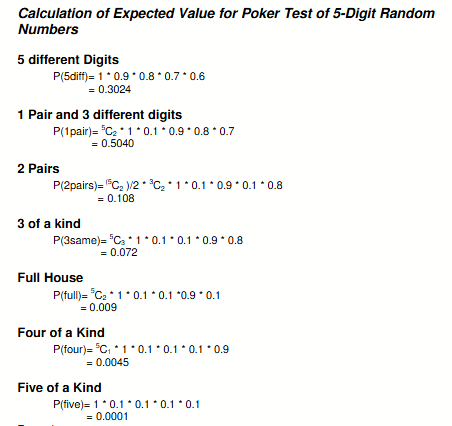 Calculation of Expected Value for Poker Test of 5-Digit Random
Numbers
5 different Digits
P(5diff)= 1 * 0.9 * 0.8 * 0.7 * 0.6
= 0.3024
1 Pair and 3 different digits
P(1pair)= ⁵C₂ * 1 * 0.1 * 0.9 * 0.8 * 0.7
= 0.5040
2 Pairs
P(2pairs)= (⁵C₂ )/2 * ³C₂ * 1 * 0.1 * 0.9 * 0.1 * 0.8
= 0.108
3 of a kind
P(3same)= ⁵C₃ * 1 * 0.1 * 0.1 * 0.9 * 0.8
= 0.072
Full House
P(full)= ⁵C₂ * 1 * 0.1 * 0.1 *0.9 * 0.1
= 0.009
Four of a Kind
P(four)= ⁵C₁ * 1 * 0.1 * 0.1 * 0.1 * 0.9
= 0.0045
Five of a Kind
P(five)= 1 * 0.1 * 0.1 * 0.1 * 0.1
= 0.0001